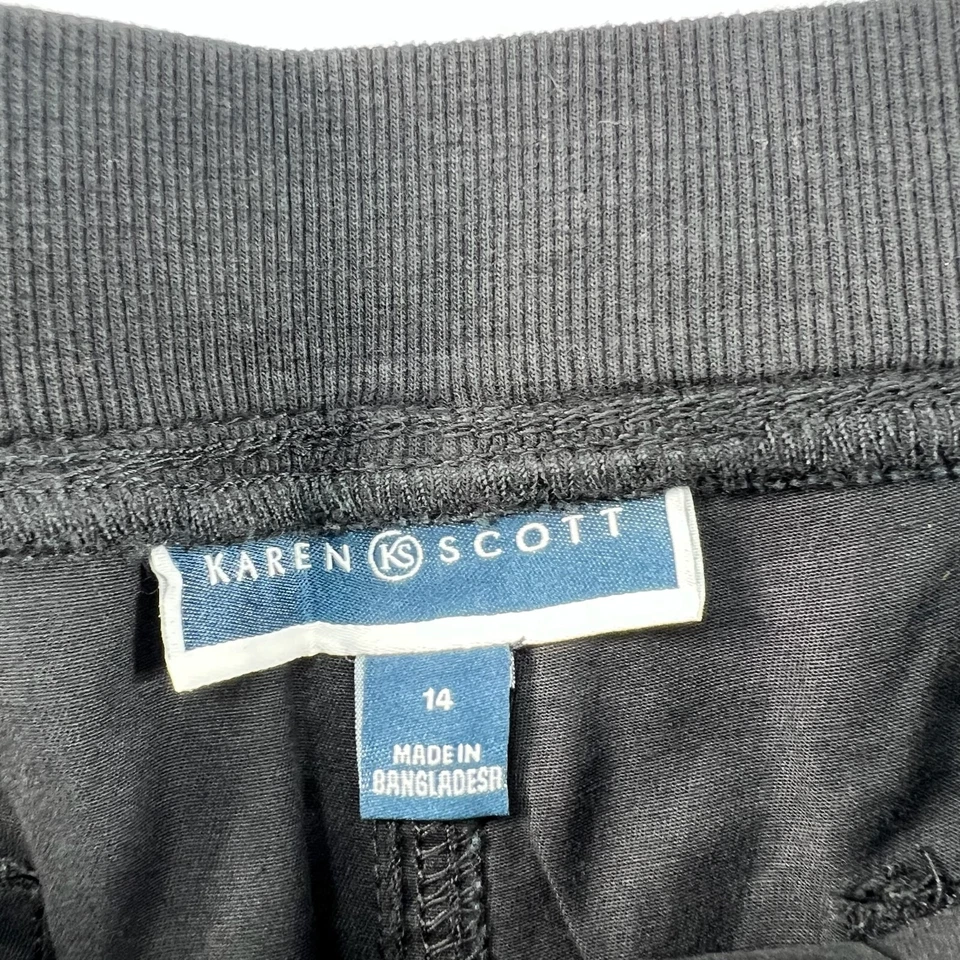 KAREN KS SCOTT
14
MADE IN
BANGLADESH